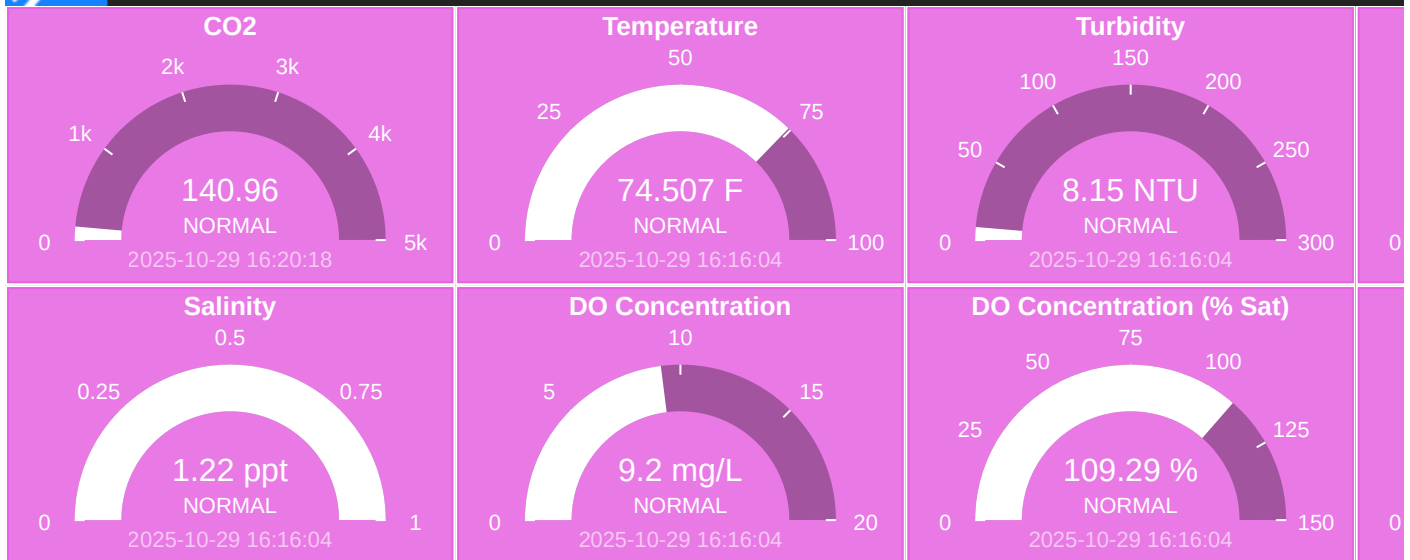 CO2
2k
3k
1k
4k
140.96
NORMAL
0
5k
2025-10-29 16:20:18
Temperature
50
25
75
74.507 F
NORMAL
0
100
2025-10-29 16:16:04
Turbidity
150
100
200
50
250
8.15 NTU
NORMAL
0
300
2025-10-29 16:16:04
0
Salinity
0.5
0.25
0.75
1.22 ppt
NORMAL
0
1
2025-10-29 16:16:04
DO Concentration
10
5
15
9.2 mg/L
NORMAL
0
20
2025-10-29 16:16:04
DO Concentration (% Sat)
75
50
100
25
125
109.29 %
NORMAL
0
150
2025-10-29 16:16:04
0